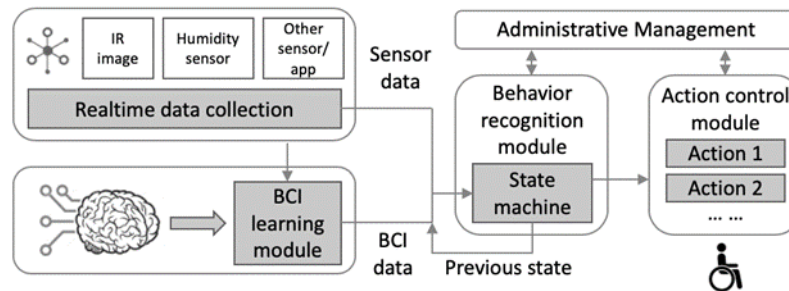 IR
image
Humidity
sensor
Other
sensor/
app
Realtime data collection
Sensor
data
BCI
learning
module
BCI
data
Administrative Management
Behavior
recognition
module
State
machine
Previous state
Action control
module
Action 1
Action 2
... ...